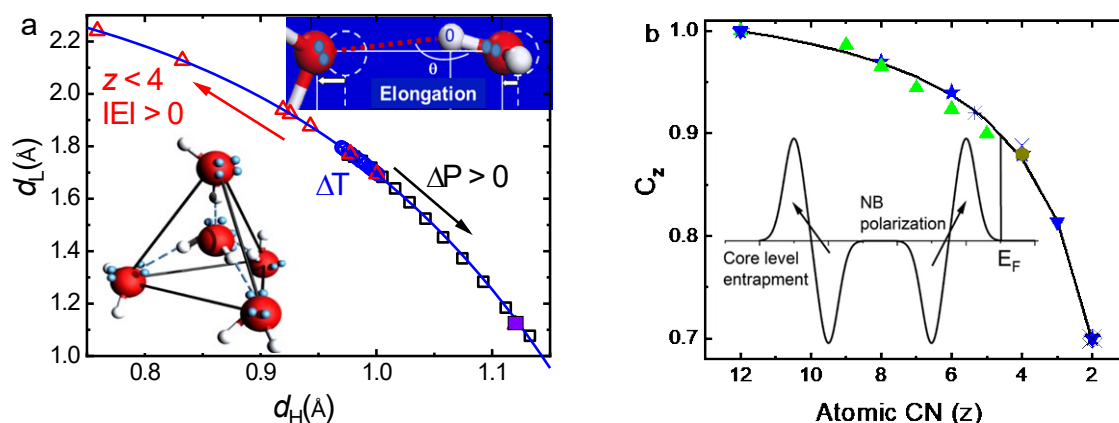 a
2.2
2.0
1.8
1.6
1.4
1.2
1.0
d_L(Å)
z < 4
|E| > 0
0
θ
Elongation
ΔT
ΔP > 0
0.8
0.9
1.0
1.1
d_H(Å)
b
1.0
0.9
0.8
0.7
C_z
NB
polarization
Core level
entrapment
E_F
12
10
8
6
4
2
Atomic CN (z)